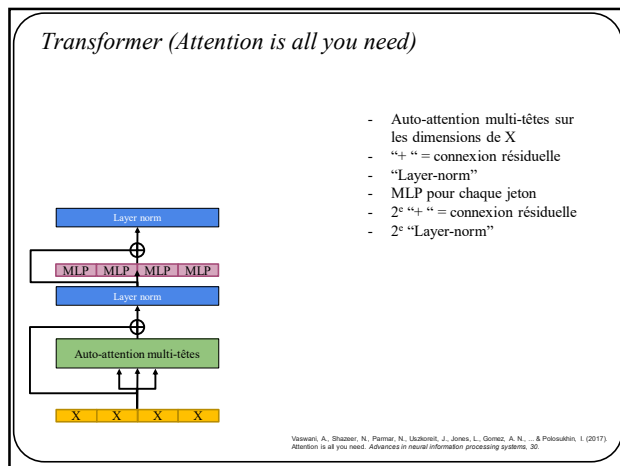 Transformer (Attention is all you need)
- Auto-attention multi-têtes sur
les dimensions de X
- “+ “ = connexion résiduelle
- “Layer-norm”
- MLP pour chaque jeton
- 2e “+ “ = connexion résiduelle
- 2e “Layer-norm”
Layer norm
MLP MLP MLP MLP
Layer norm
Auto-attention multi-têtes
X X X X
Vaswani, A., Shazeer, N., Parmar, N., Uszkoreit, J., Jones, L., Gomez, A. N., ... & Polosukhin, I. (2017).
Attention is all you need. Advances in neural information processing systems, 30.